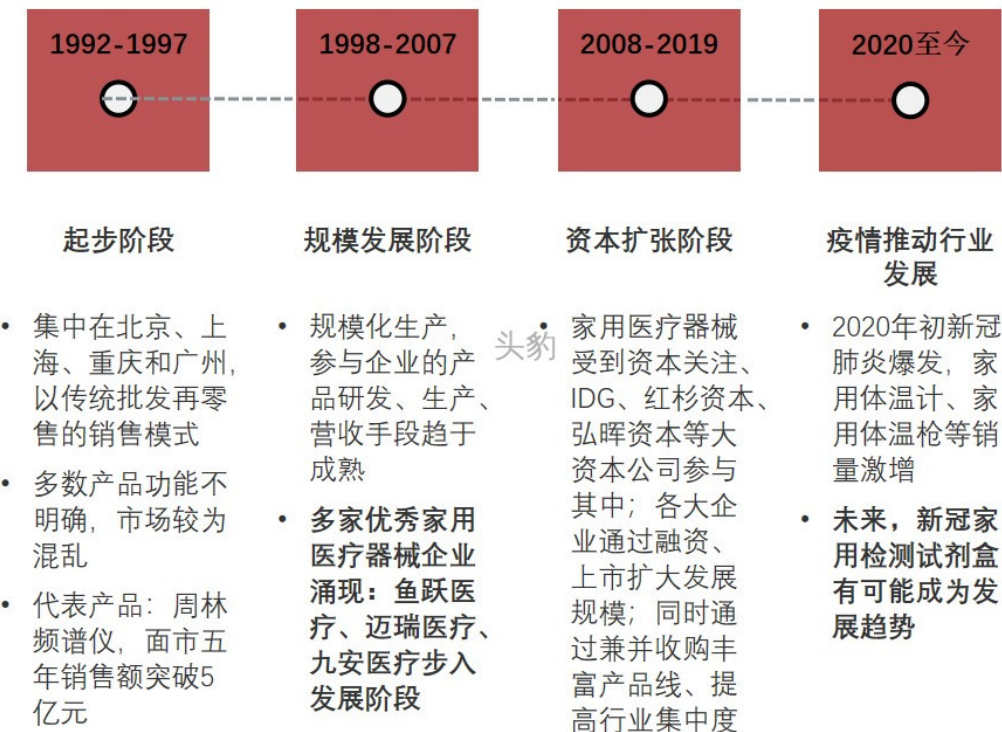 1992-1997
起步阶段
• 集中在北京、上
海、重庆和广州,
以传统批发再零
售的销售模式
• 多数产品功能不
明确, 市场较为
混乱
• 代表产品: 周林
频谱仪, 面市五
年销售额突破5
亿元
1998-2007
规模发展阶段
• 规模化生产,
参与企业的产
品研发、生产、
营收手段趋于
成熟
• 多家优秀家用
医疗器械企业
涌现: 鱼跃医
疗、迈瑞医疗、
九安医疗步入
发展阶段
头豹
2008-2019
资本扩张阶段
• 家用医疗器械
受到资本关注、
IDG、红杉资本、
弘晖资本等大
资本公司参与
其中; 各大企
业通过融资、
上市扩大发展
规模; 同时通
过兼并收购丰
富产品线、提
高行业集中度
2020至今
疫情推动行业
发展
• 2020年初新冠
肺炎爆发, 家
用体温计、家
用体温枪等销
量激增
• 未来, 新冠家
用检测试剂盒
有可能成为发
展趋势